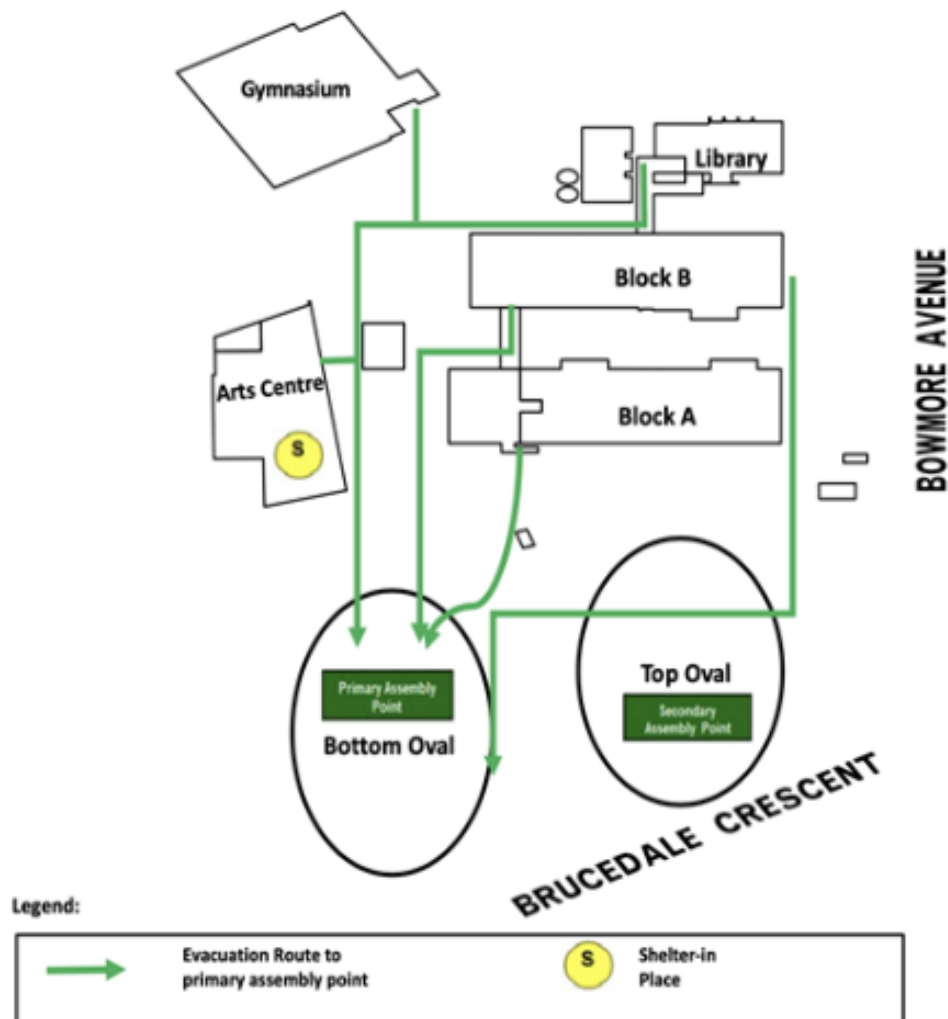 Gymnasium
Library
Block B
BOWMORE AVENUE
Arts Centre
Block A
S
Top Oval
Primary Assembly
Point
Secondary
Assembly Point
Bottom Oval
BRUCEDALE CRESCENT
Legend:
Evacuation Route to
primary assembly point
S
Shelter-in
Place